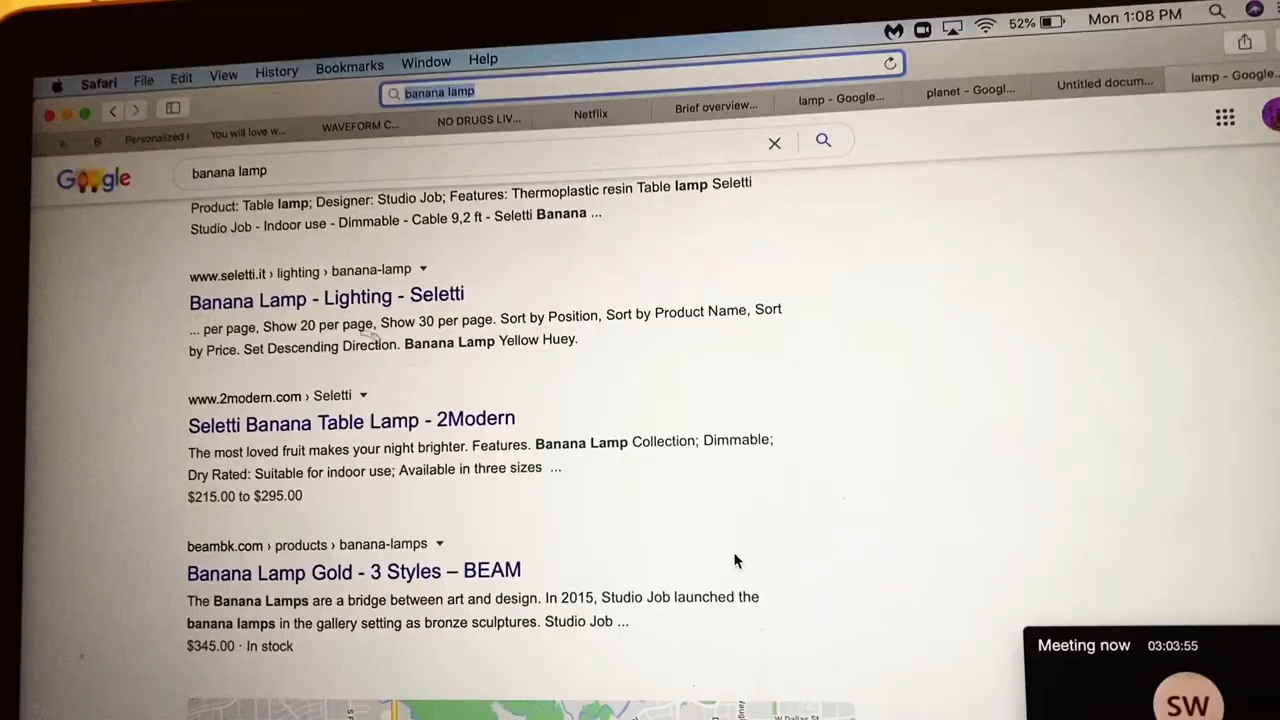 52% Mon 1:08 PM
Safari File Edit View History Bookmarks Window Help
banana lamp
Personalized
You will love w...
WAVEFORM C...
NO DRUGS LIV...
Netflix
Brief overview...
lamp - Google...
planet - Googl...
Untitled docum...
lamp - Google...
Google
banana lamp
Product: Table lamp; Designer: Studio Job; Features: Thermoplastic resin Table lamp Seletti
Studio Job - Indoor use - Dimmable - Cable 9,2 ft - Seletti Banana ...
www.seletti.it › lighting › banana-lamp
Banana Lamp - Lighting - Seletti
... per page, Show 20 per page, Show 30 per page. Sort by Position, Sort by Product Name, Sort
by Price. Set Descending Direction. Banana Lamp Yellow Huey.
www.2modern.com › Seletti
Seletti Banana Table Lamp - 2Modern
The most loved fruit makes your night brighter. Features. Banana Lamp Collection; Dimmable;
Dry Rated: Suitable for indoor use; Available in three sizes ...
$215.00 to $295.00
beambk.com › products › banana-lamps
Banana Lamp Gold - 3 Styles – BEAM
The Banana Lamps are a bridge between art and design. In 2015, Studio Job launched the
banana lamps in the gallery setting as bronze sculptures. Studio Job ...
$345.00 · In stock
Meeting now 03:03:55
SW
W Dallas St